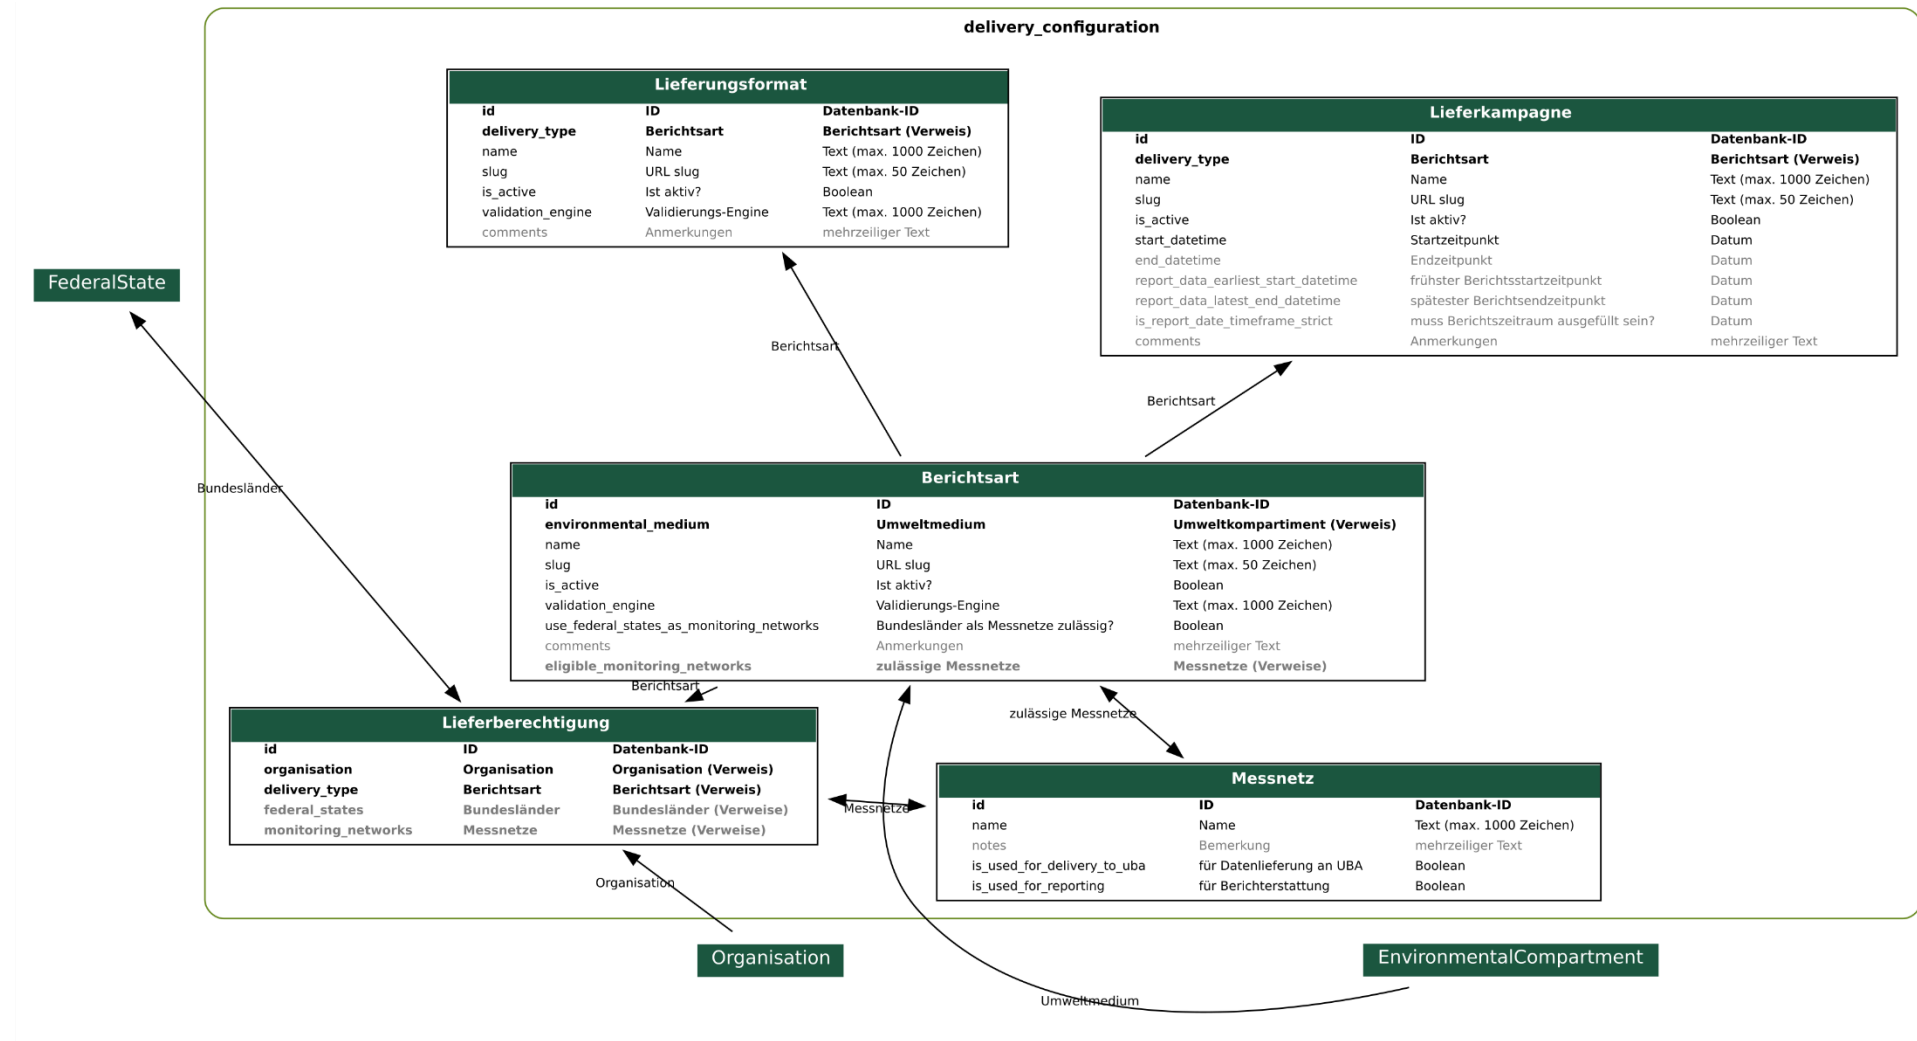 delivery_configuration
Lieferungsformat
id ID Datenbank-ID
delivery_type Berichtsart Berichtsart (Verweis)
name Name Text (max. 1000 Zeichen)
slug URL slug Text (max. 50 Zeichen)
is_active Ist aktiv? Boolean
validation_engine Validierungs-Engine Text (max. 1000 Zeichen)
comments Anmerkungen mehrzeiliger Text
Lieferkampagne
id ID Datenbank-ID
delivery_type Berichtsart Berichtsart (Verweis)
name Name Text (max. 1000 Zeichen)
slug URL slug Text (max. 50 Zeichen)
is_active Ist aktiv? Boolean
start_datetime Startzeitpunkt Datum
end_datetime Endzeitpunkt Datum
report_data_earliest_start_datetime frühster Berichtsstartzeitpunkt Datum
report_data_latest_end_datetime spätester Berichtsendzeitpunkt Datum
is_report_date_timeframe_strict muss Berichtszeitraum ausgefüllt sein? Datum
comments Anmerkungen mehrzeiliger Text
FederalState
Berichtsart
Berichtsart
Bundesländer
Berichtsart
id ID Datenbank-ID
environmental_medium Umweltmedium Umweltkompartiment (Verweis)
name Name Text (max. 1000 Zeichen)
slug URL slug Text (max. 50 Zeichen)
is_active Ist aktiv? Boolean
validation_engine Validierungs-Engine Text (max. 1000 Zeichen)
use_federal_states_as_monitoring_networks Bundesländer als Messnetze zulässig? Boolean
comments Anmerkungen mehrzeiliger Text
eligible_monitoring_networks zulässige Messnetze Messnetze (Verweise)
Berichtsart
zulässige Messnetze
Lieferberechtigung
id ID Datenbank-ID
organisation Organisation Organisation (Verweis)
delivery_type Berichtsart Berichtsart (Verweis)
federal_states Bundesländer Bundesländer (Verweise)
monitoring_networks Messnetze Messnetze (Verweise)
Messnetze
Messnetz
id ID Datenbank-ID
name Name Text (max. 1000 Zeichen)
notes Bemerkung mehrzeiliger Text
is_used_for_delivery_to_uba für Datenlieferung an UBA Boolean
is_used_for_reporting für Berichterstattung Boolean
Organisation
Organisation
EnvironmentalCompartment
Umweltmedium